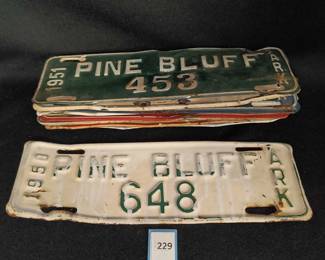 1951 PINE BLUFF ARK
453
1950 PINE BLUFF ARK
648
229